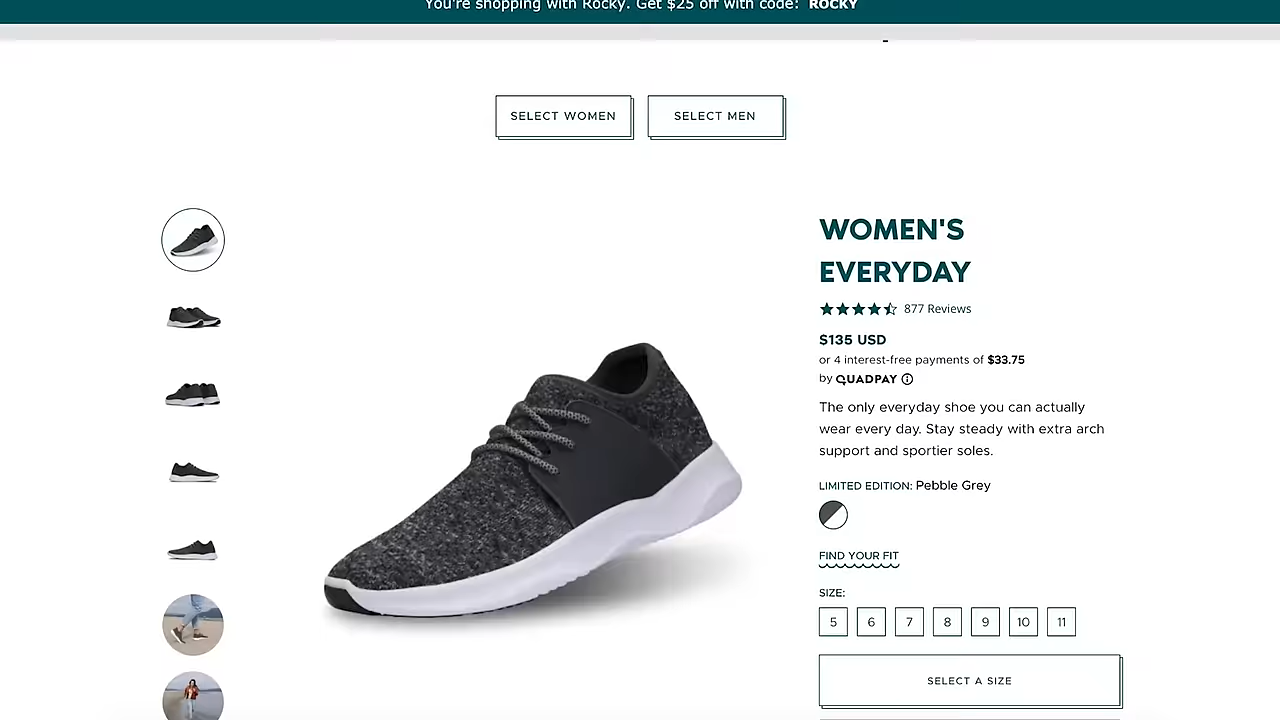 You're shopping with Rocky. Get $25 off with code: ROCKY
SELECT WOMEN
SELECT MEN
WOMEN'S
EVERYDAY
877 Reviews
$135 USD
or 4 interest-free payments of $33.75
by QUADPAY
The only everyday shoe you can actually
wear every day. Stay steady with extra arch
support and sportier soles.
LIMITED EDITION: Pebble Grey
FIND YOUR FIT
SIZE:
5 6 7 8 9 10 11
SELECT A SIZE